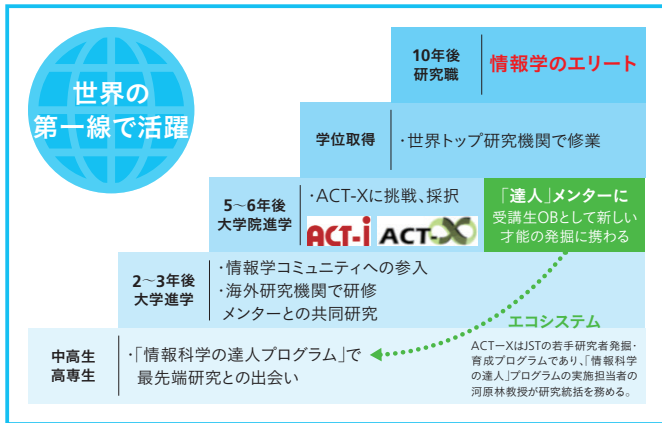 世界の
第一線で活躍
10年後
研究職
情報学のエリート
学位取得
・世界トップ研究機関で修業
5～6年後
大学院進学
・ACT-Xに挑戦、採択
ACT-i ACT-X
「達人」メンターに
受講生OBとして新しい
才能の発掘に携わる
2～3年後
大学進学
・情報学コミュニティへの参入
・海外研究機関で研修
メンターとの共同研究
中高生
高専生
・「情報科学の達人プログラム」で
最先端研究との出会い
エコシステム
ACTーXはJSTの若手研究者発掘・
育成プログラムであり、「情報科学
の達人」プログラムの実施担当者の
河原林教授が研究統括を務める。